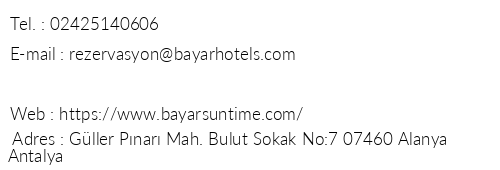 Tel. : 02425140606
E-mail : rezervasyon@bayarhotels.com
Web : https://www.bayarsuntime.com/
Adres : Güller Pınarı Mah. Bulut Sokak No:7 07460 Alanya
Antalya